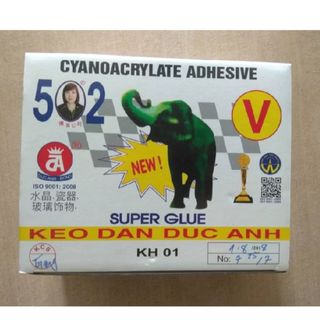 CYANOACRYLATE ADHESIVE
502
V
NEW!
ISO 9001: 2008
水晶·瓷器·
玻璃饰物
SUPER GLUE
KEO DAN DUC ANH
KH 01
No:
K.C.S